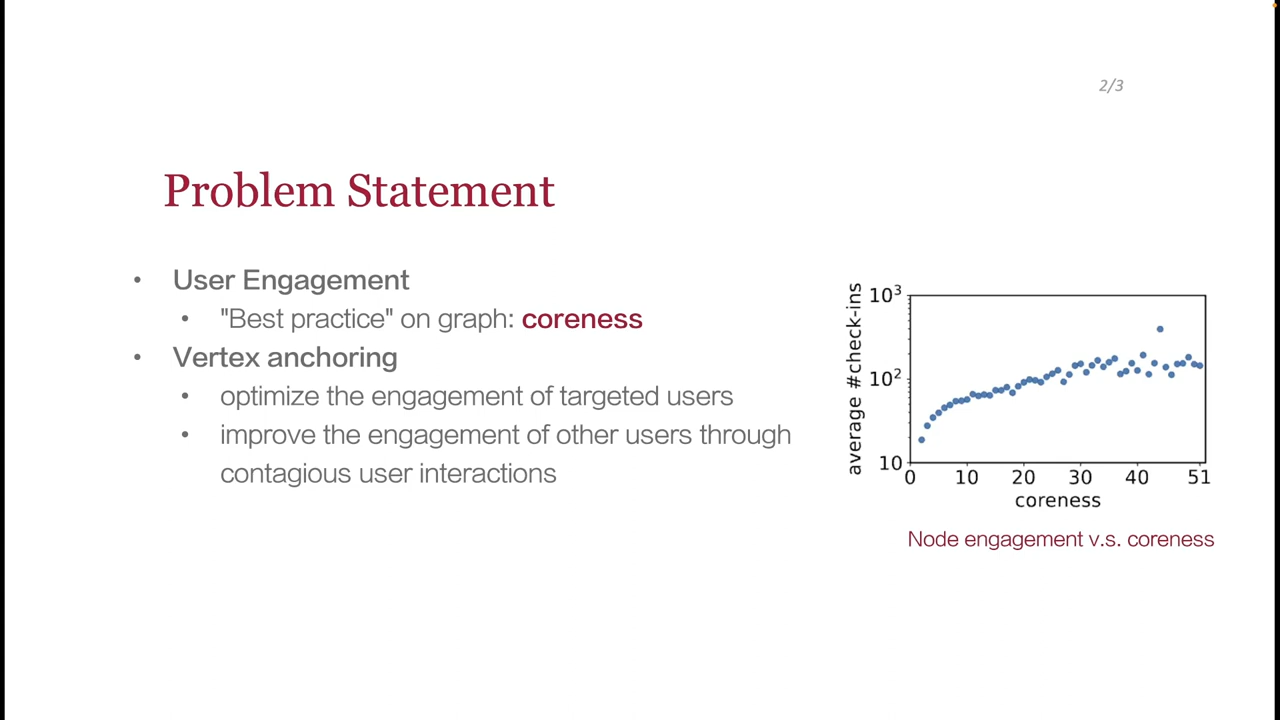 2/3
Problem Statement
• User Engagement
• "Best practice" on graph: coreness
• Vertex anchoring
• optimize the engagement of targeted users
• improve the engagement of other users through
contagious user interactions
average #check-ins
10³
10²
10
0 10 20 30 40 51
coreness
Node engagement v.s. coreness